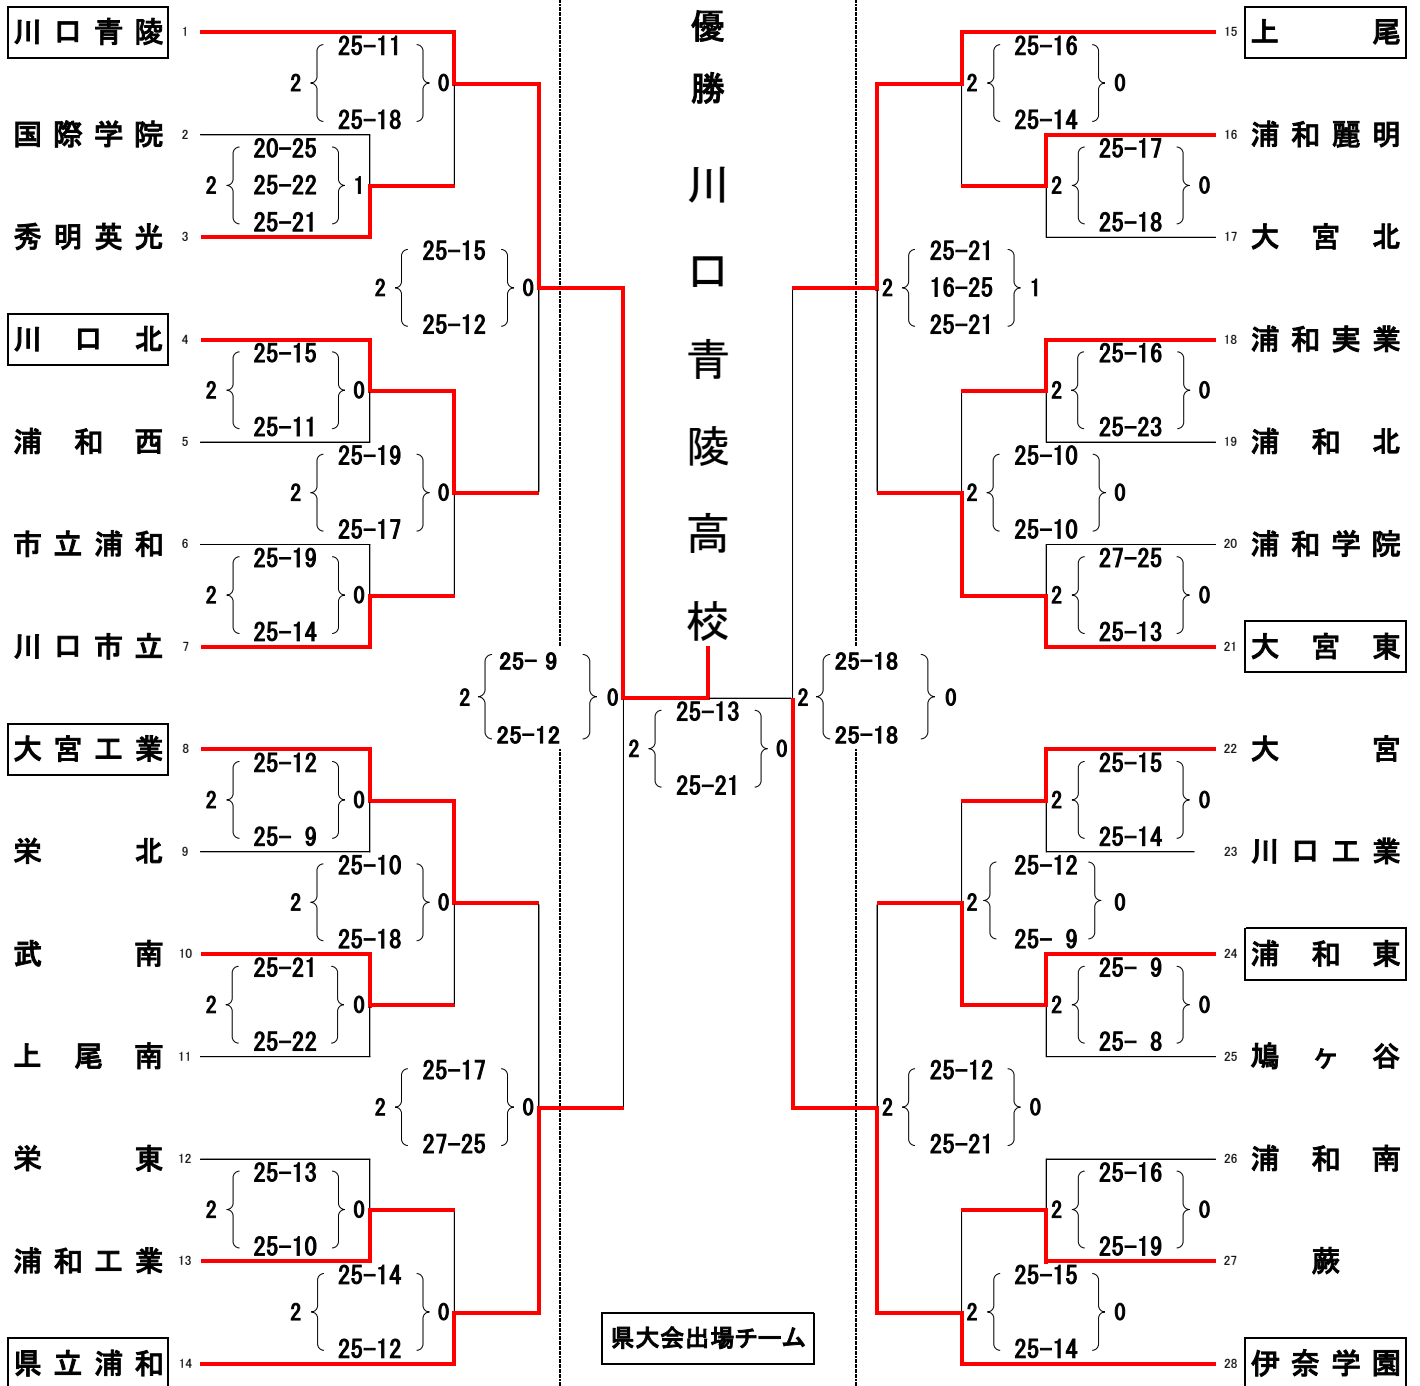 優勝 川口青陵高校
川口青陵 1
25-11
2 0
25-18
国際学院 2
20-25
2 25-22 1
25-21
秀明英光 3
25-15
2 0
25-12
川口北 4
25-15
2 0
25-11
浦和西 5
25-19
2 0
25-17
市立浦和 6
25-19
2 0
25-14
川口市立 7
25- 9
2 0
25-12
大宮工業 8
25-12
2 0
25- 9
栄北 9
25-10
2 0
25-18
武南 10
25-21
2 0
25-22
上尾南 11
25-17
2 0
27-25
栄東 12
25-13
2 0
25-10
浦和工業 13
25-14
2 0
25-12
県立浦和 14
25-13
2 0
25-21
県大会出場チーム
15 上尾
25-16
2 0
25-14
16 浦和麗明
25-17
2 0
25-18
17 大宮北
25-21
2 16-25 1
25-21
18 浦和実業
25-16
2 0
25-23
19 浦和北
25-10
2 0
25-10
20 浦和学院
27-25
2 0
25-13
21 大宮東
25-18
2 0
25-18
22 大宮
25-15
2 0
25-14
23 川口工業
25-12
2 0
25- 9
24 浦和東
25- 9
2 0
25- 8
25 鳩ヶ谷
25-12
2 0
25-21
26 浦和南
25-16
2 0
25-19
27 蕨
25-15
2 0
25-14
28 伊奈学園